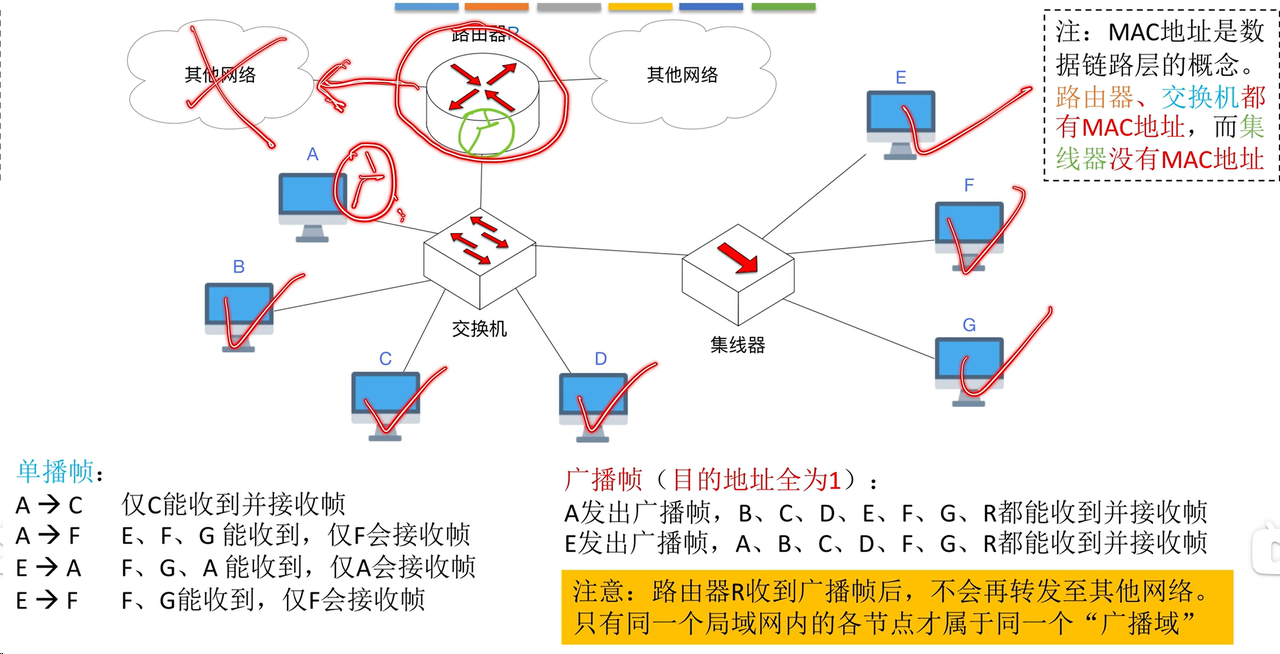 路由器R
其他网络
其他网络
注：MAC地址是数
据链路层的概念。
路由器、交换机都
有MAC地址，而集
线器没有MAC地址
A
B
C
D
E
F
G
交换机
集线器
单播帧：
A→C 仅C能收到并接收帧
A→F E、F、G 能收到，仅F会接收帧
E→A F、G、A 能收到，仅A会接收帧
E→F F、G能收到，仅F会接收帧
广播帧（目的地址全为1）：
A发出广播帧，B、C、D、E、F、G、R都能收到并接收帧
E发出广播帧，A、B、C、D、F、G、R都能收到并接收帧
注意：路由器R收到广播帧后，不会再转发至其他网络。
只有同一个局域网内的各节点才属于同一个“广播域”